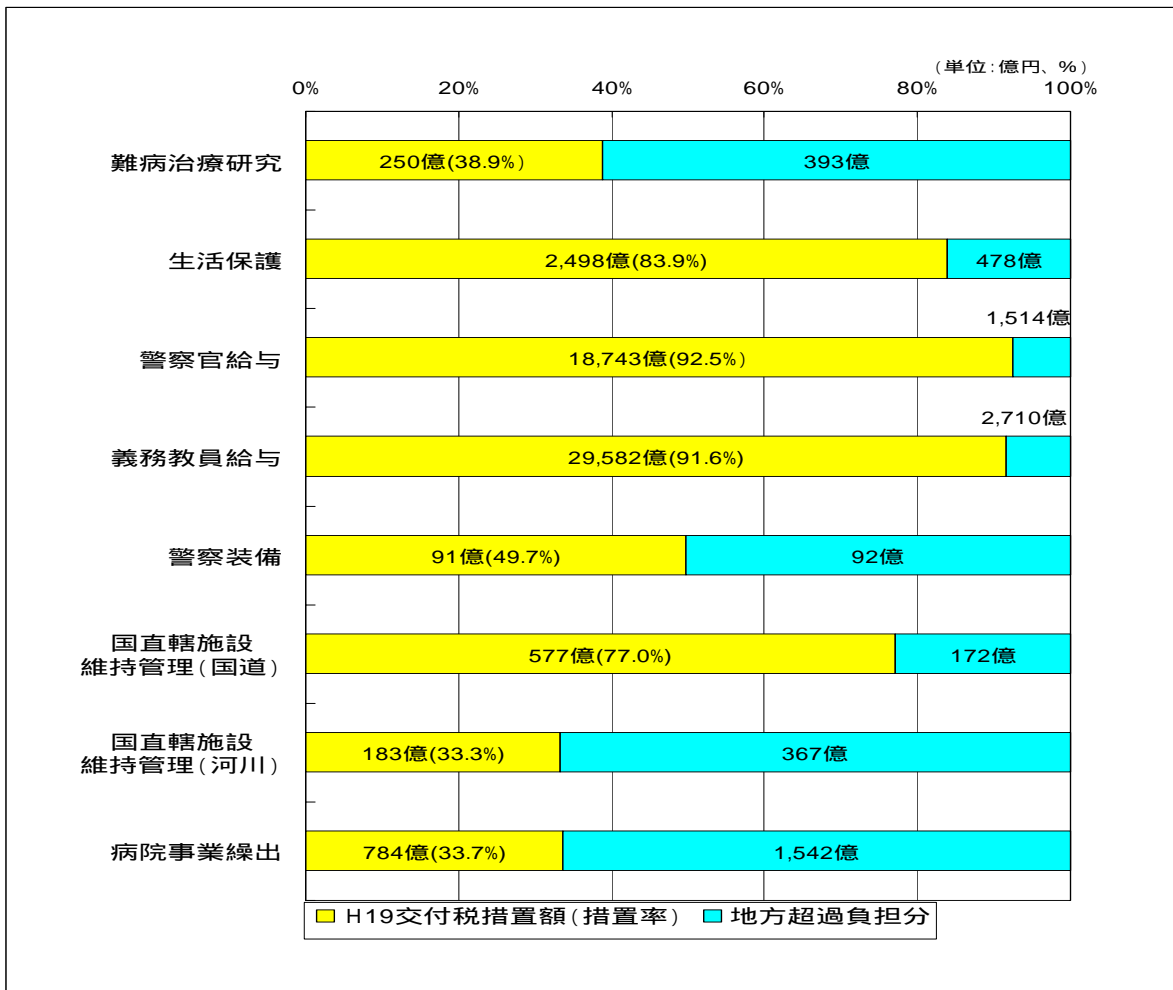 (単位:億円、%)
0% 20% 40% 60% 80% 100%
難病治療研究 250億(38.9%) 393億
生活保護 2,498億(83.9%) 478億
1,514億
警察官給与 18,743億(92.5%)
2,710億
義務教員給与 29,582億(91.6%)
警察装備 91億(49.7%) 92億
国直轄施設
維持管理(国道) 577億(77.0%) 172億
国直轄施設
維持管理(河川) 183億(33.3%) 367億
病院事業繰出 784億(33.7%) 1,542億
H19交付税措置額(措置率) 地方超過負担分